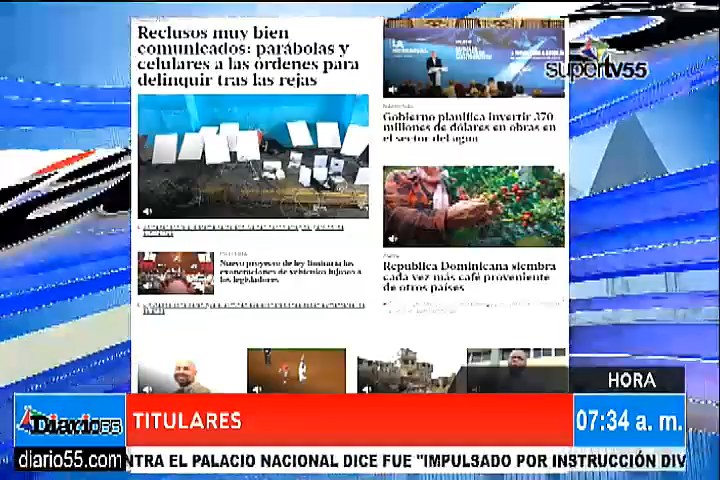 Reclusos muy bien
comunicados: parábolas y
celulares a las órdenes para
delinquir tras las rejas
supertv55
Gobierno planifica invertir 370
millones de dólares en obras en
el sector del agua
Nuevo proyecto de ley limitaría las
exoneraciones de vehículos lujosos a
los legisladores
República Dominicana siembra
cada vez más café proveniente
de otros países
HORA
Diario55
TITULARES
07:34 a. m.
diario55.com
NTRA EL PALACIO NACIONAL DICE FUE "IMPULSADO POR INSTRUCCIÓN DIV